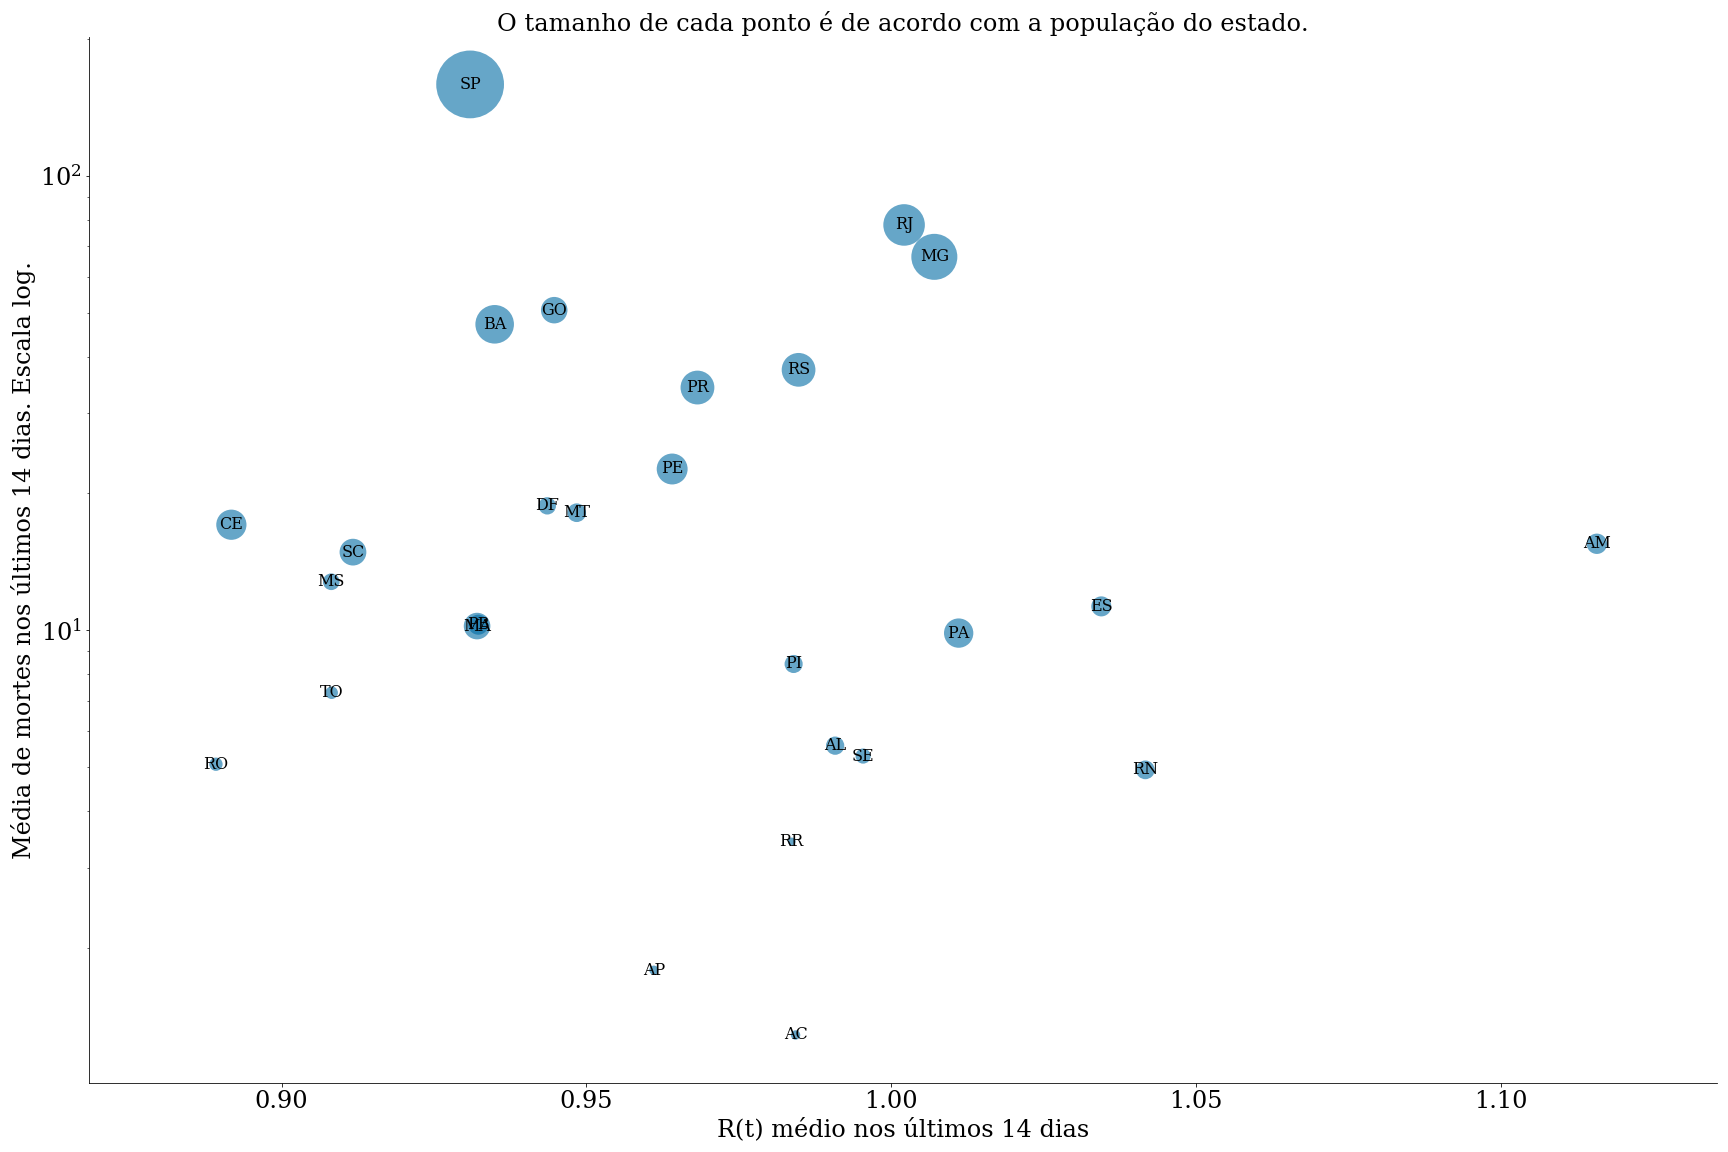 O tamanho de cada ponto é de acordo com a população do estado.
SP
10²
RJ
MG
GO
BA
RS
PR
PE
DF
MT
CE
SC
AM
MS
ES
PB
MA
10¹
PA
PI
TO
AL
SE
RO
RN
RR
AP
AC
Média de mortes nos últimos 14 dias. Escala log.
0.90 0.95 1.00 1.05 1.10
R(t) médio nos últimos 14 dias